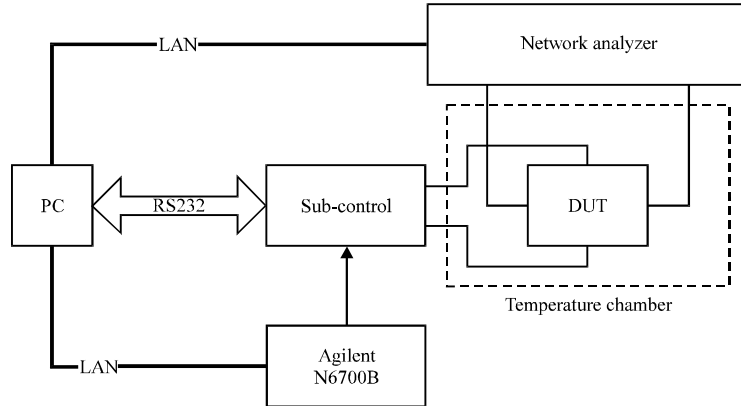 Network analyzer
LAN
PC
RS232
Sub-control
DUT
Temperature chamber
LAN
Agilent
N6700B